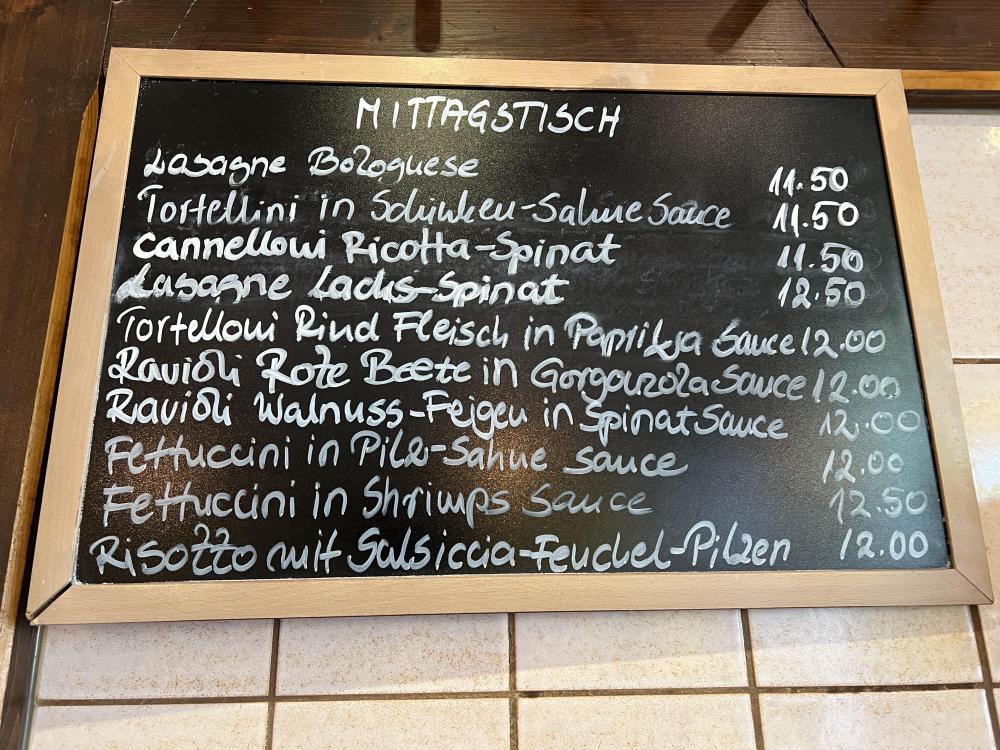 MITTAGSTISCH
Lasagne Bolognese 11.50
Tortellini in Schinken-Sahne Sauce 11.50
Cannelloni Ricotta-Spinat 11.50
Lasagne Lachs-Spinat 12.50
Tortelloni Rind Fleisch in Paprika Sauce 12.00
Ravioli Rote Beete in Gorgonzola Sauce 12.00
Ravioli Walnuss-Feigen in Spinat Sauce 12.00
Fettuccini in Pilz-Sahne Sauce 12.00
Fettuccini in Shrimps Sauce 12.50
Risotto mit Salsiccia-Fenchel-Pilzen 12.00